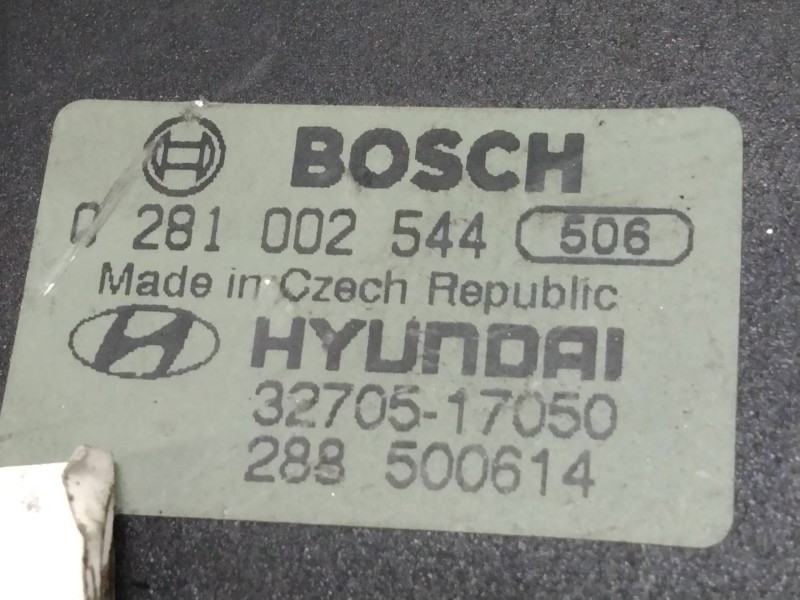 BOSCH
0 281 002 544 506
Made in Czech Republic
HYUNDAI
32705-17050
288 500614